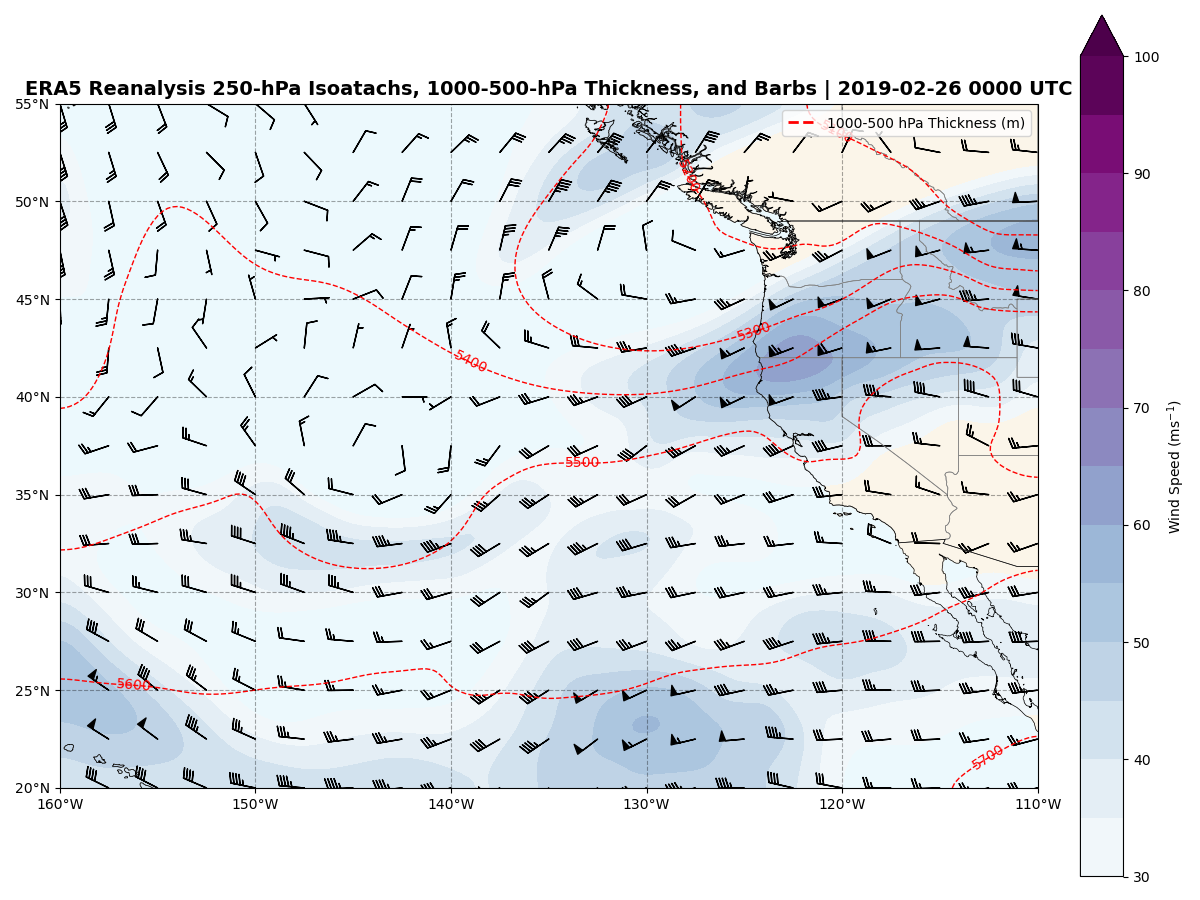 ERA5 Reanalysis 250-hPa Isoatachs, 1000-500-hPa Thickness, and Barbs | 2019-02-26 0000 UTC
1000-500 hPa Thickness (m)
55°N
50°N
45°N
40°N
35°N
30°N
25°N
20°N
160°W
150°W
140°W
130°W
120°W
110°W
5300
5400
5500
5600
5700
100
90
80
70
60
50
40
30
Wind Speed (ms⁻¹)